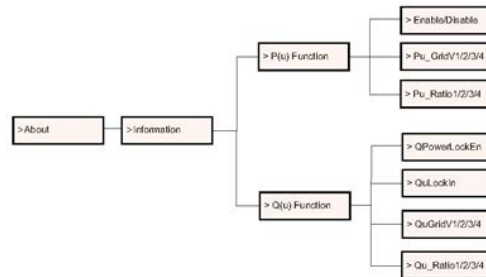 >About
>Information
> P(u) Function
> Enable/Disable
> Pu_GridV1/2/3/4
> Pu_Ratio1/2/3/4
> Q(u) Function
> QPowerLockEn
> QuLockIn
> QuGridV1/2/3/4
> Qu_Ratio1/2/3/4